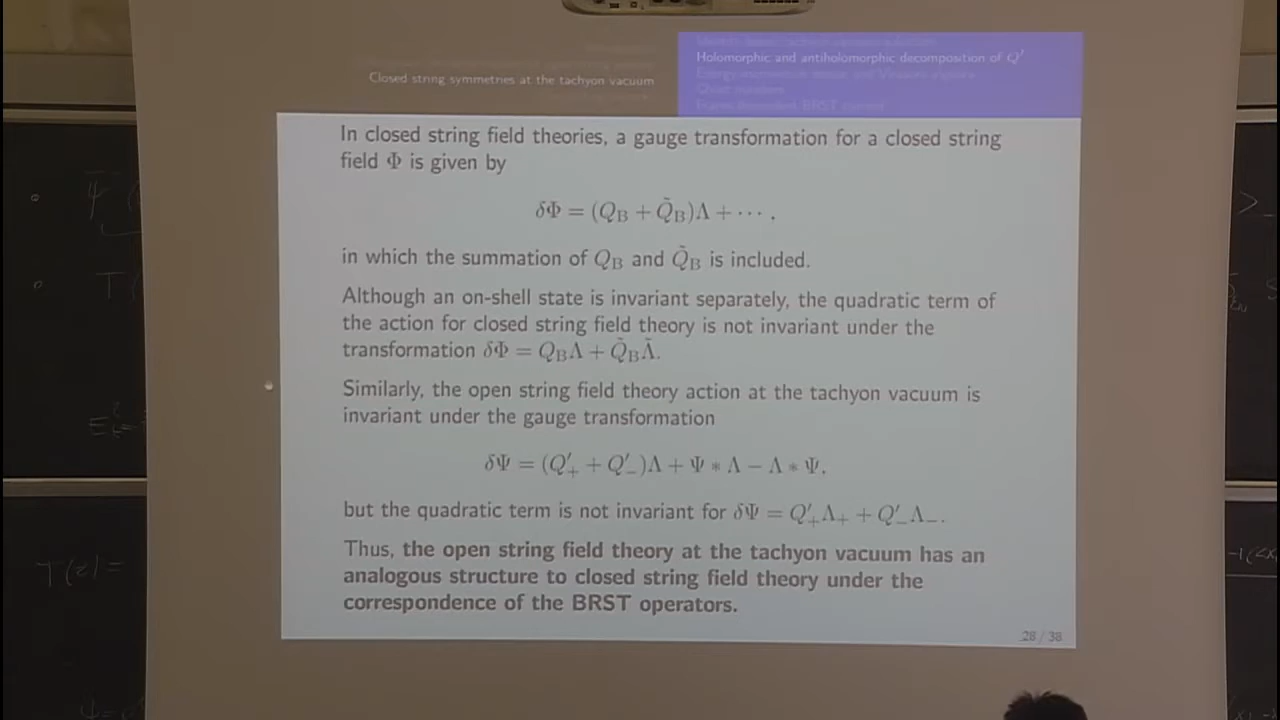 Closed string symmetries at the tachyon vacuum
Holomorphic and antiholomorphic decomposition of Q′
In closed string field theories, a gauge transformation for a closed string
field Φ is given by
δΦ = (Q_B + Q̃_B)Λ + ⋯ ,
in which the summation of Q_B and Q̃_B is included.
Although an on-shell state is invariant separately, the quadratic term of
the action for closed string field theory is not invariant under the
transformation δΦ = Q_BΛ + Q̃_BΛ̃.
Similarly, the open string field theory action at the tachyon vacuum is
invariant under the gauge transformation
δΨ = (Q′₊ + Q′₋)Λ + Ψ ∗ Λ − Λ ∗ Ψ,
but the quadratic term is not invariant for δΨ = Q′₊Λ₊ + Q′₋Λ₋.
Thus, the open string field theory at the tachyon vacuum has an
analogous structure to closed string field theory under the
correspondence of the BRST operators.
28 / 38
T(z) =